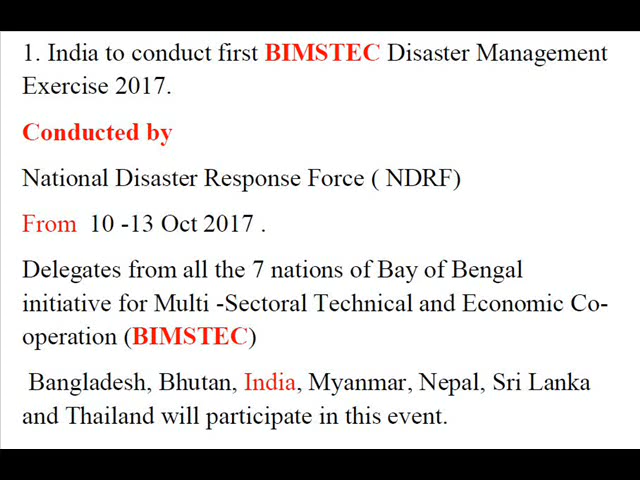 1. India to conduct first BIMSTEC Disaster Management
Exercise 2017.
Conducted by
National Disaster Response Force ( NDRF)
From 10 -13 Oct 2017 .
Delegates from all the 7 nations of Bay of Bengal
initiative for Multi -Sectoral Technical and Economic Co-
operation (BIMSTEC)
Bangladesh, Bhutan, India, Myanmar, Nepal, Sri Lanka
and Thailand will participate in this event.